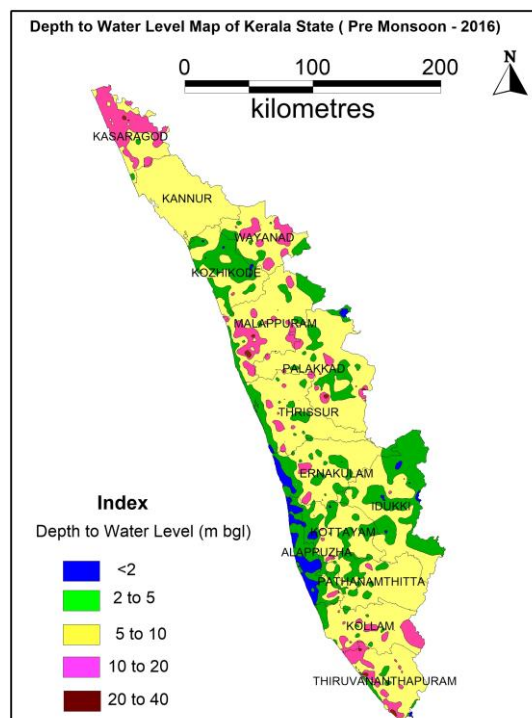 Depth to Water Level Map of Kerala State ( Pre Monsoon - 2016)
0 100 200
kilometres
N
KASARAGOD
KANNUR
WAYANAD
KOZHIKODE
MALAPPURAM
PALAKKAD
THRISSUR
ERNAKULAM
IDUKKI
KOTTAYAM
ALAPPUZHA
PATHANAMTHITTA
KOLLAM
THIRUVANANTHAPURAM
Index
Depth to Water Level (m bgl)
<2
2 to 5
5 to 10
10 to 20
20 to 40